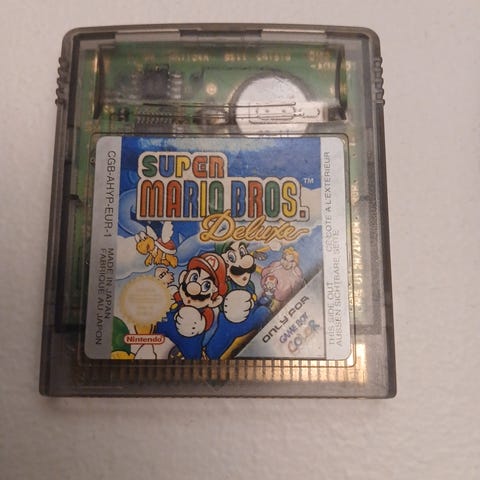 SUPER
MARIO BROS.
Deluxe
TM
CGB-AHYP-EUR-1
MADE IN JAPAN
FABRIQUE AU JAPON
Nintendo
ONLY FOR
GAME BOY
COLOR
THIS SIDE OUT
CE COTE A L'EXTERIEUR
AUSSEN SICHTBARE SEITE